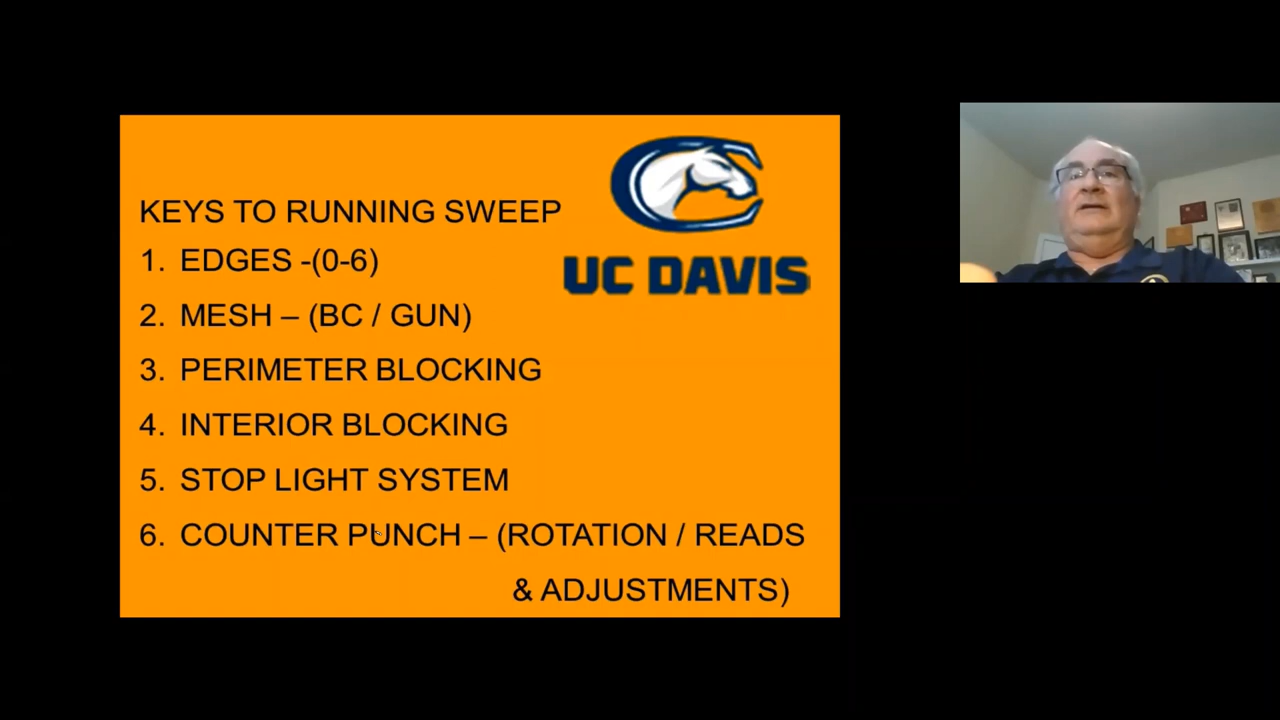 KEYS TO RUNNING SWEEP
1. EDGES -(0-6)
2. MESH – (BC / GUN)
3. PERIMETER BLOCKING
4. INTERIOR BLOCKING
5. STOP LIGHT SYSTEM
6. COUNTER PUNCH – (ROTATION / READS
& ADJUSTMENTS)
UC DAVIS